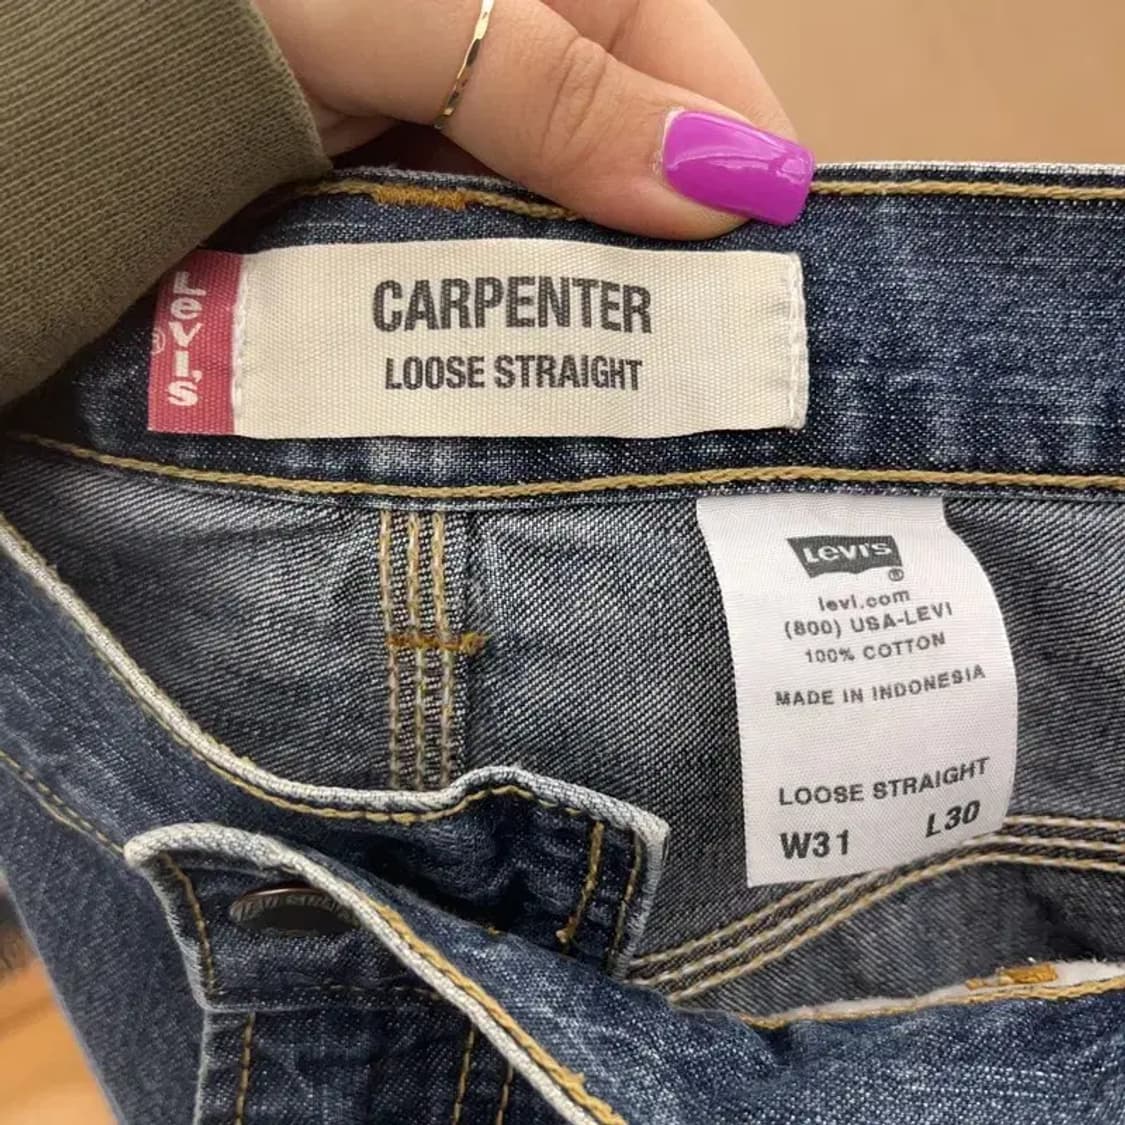 Levi's
®
CARPENTER
LOOSE STRAIGHT
Levi's
®
levi.com
(800) USA-LEVI
100% COTTON
MADE IN INDONESIA
LOOSE STRAIGHT
W31 L30